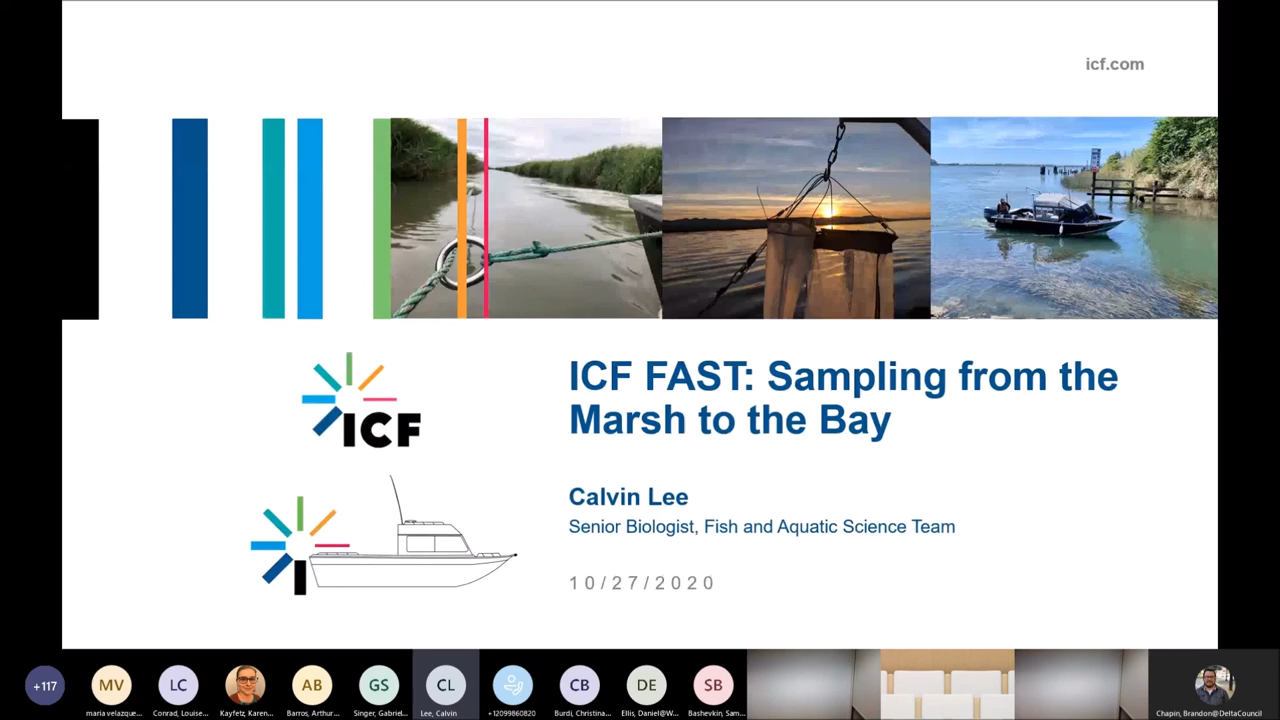 icf.com
ICF
ICF FAST: Sampling from the
Marsh to the Bay
Calvin Lee
Senior Biologist, Fish and Aquatic Science Team
10/27/2020
I
+117
MV
LC
AB
GS
CL
CB
DE
SB
maria velazque...
Conrad, Louise...
Kayfetz, Karen...
Barros, Arthur...
Singer, Gabriel...
Lee, Calvin
+12099860820
Burdi, Christina...
Ellis, Daniel@W...
Bashevkin, Sam...
Chapin, Brandon@DeltaCouncil